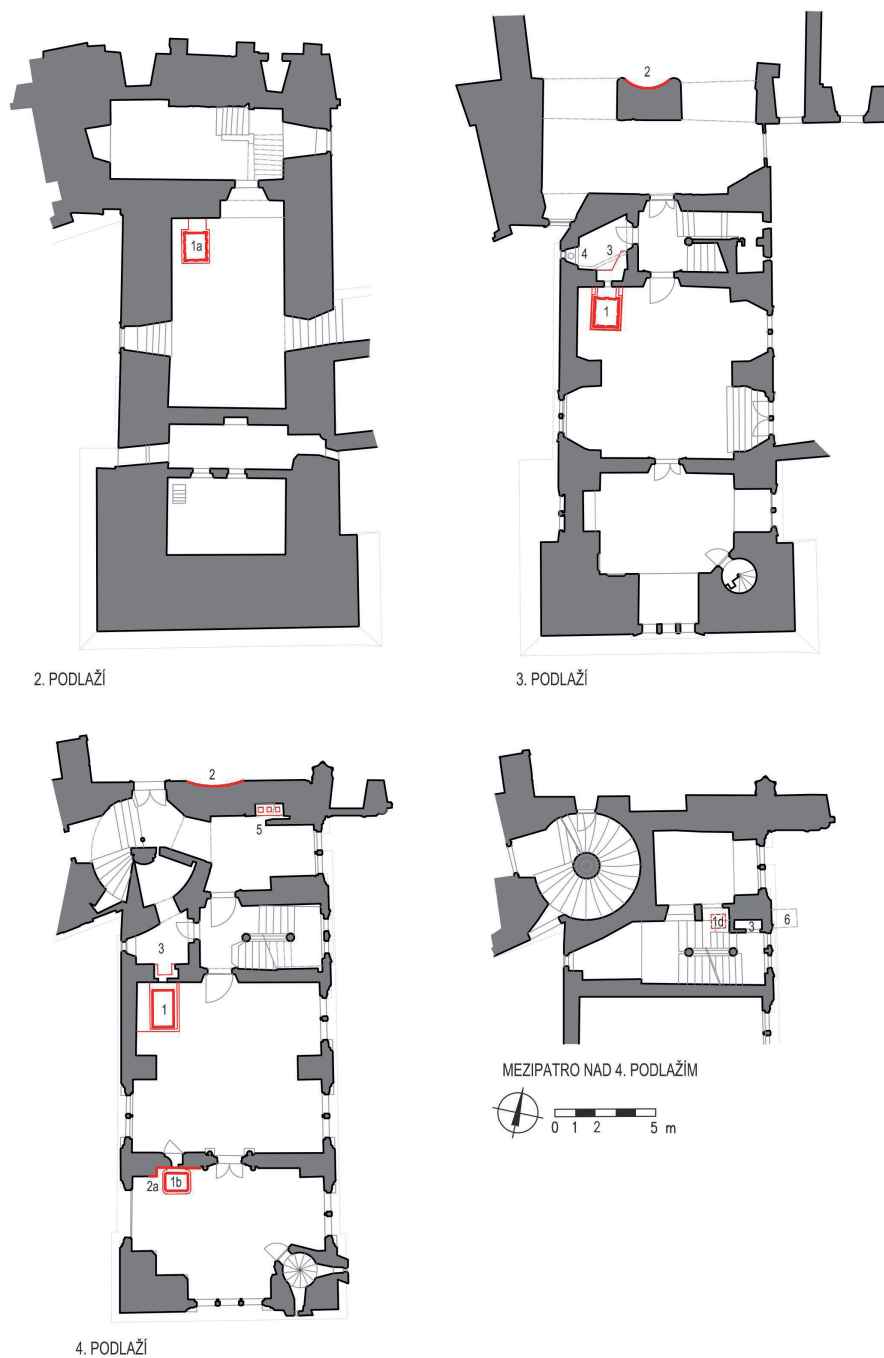 1a
2. PODLAŽÍ
2
4
3
1
3. PODLAŽÍ
2
5
3
1
2a
1b
4. PODLAŽÍ
1d
3
6
MEZIPATRO NAD 4. PODLAŽÍM
0 1 2 5 m